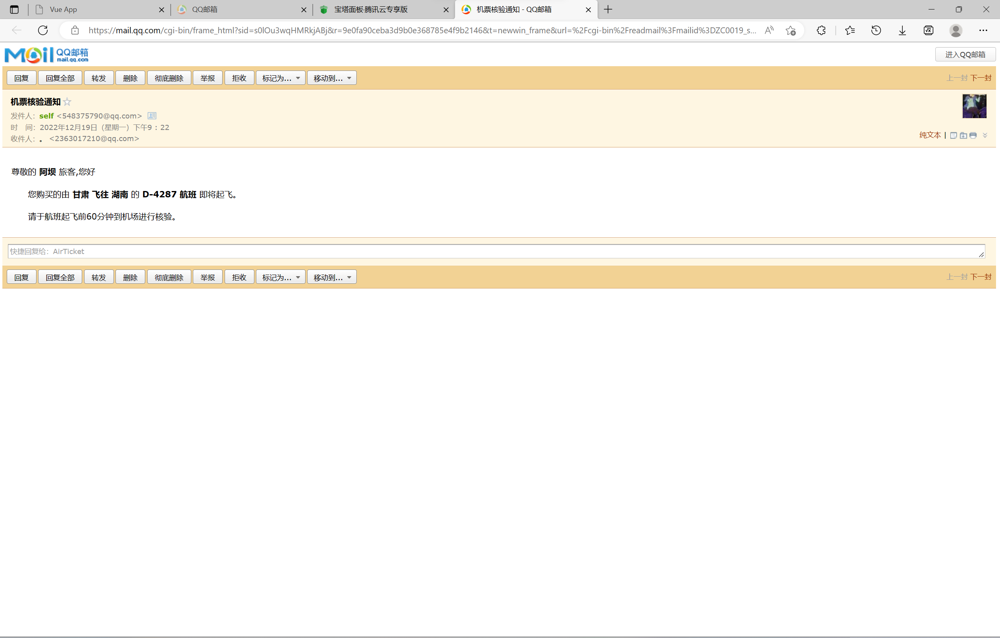 Vue App
QQ邮箱
宝塔面板·腾讯云专享版
机票核验通知 - QQ邮箱
https://mail.qq.com/cgi-bin/frame_html?sid=s0lOu3wqHMRkjABj&r=9e0fa90ceba3d9b0e368785e4f9b2146&t=newwin_frame&url=%2Fcgi-bin%2Freadmail%3Fmailid%3DZC0019_s...
Mail QQ邮箱
mail.qq.com
进入QQ邮箱
回复 回复全部 转发 删除 彻底删除 举报 拒收 标记为... 移动到... 上一封 下一封
机票核验通知
发件人：self <548375790@qq.com>
时 间：2022年12月19日（星期一）下午9：22
收件人：。 <2363017210@qq.com>
纯文本 |
尊敬的 阿坝 旅客,您好
您购买的由 甘肃 飞往 湖南 的 D-4287 航班 即将起飞。
请于航班起飞前60分钟到机场进行核验。
快捷回复给：AirTicket
回复 回复全部 转发 删除 彻底删除 举报 拒收 标记为... 移动到... 上一封 下一封